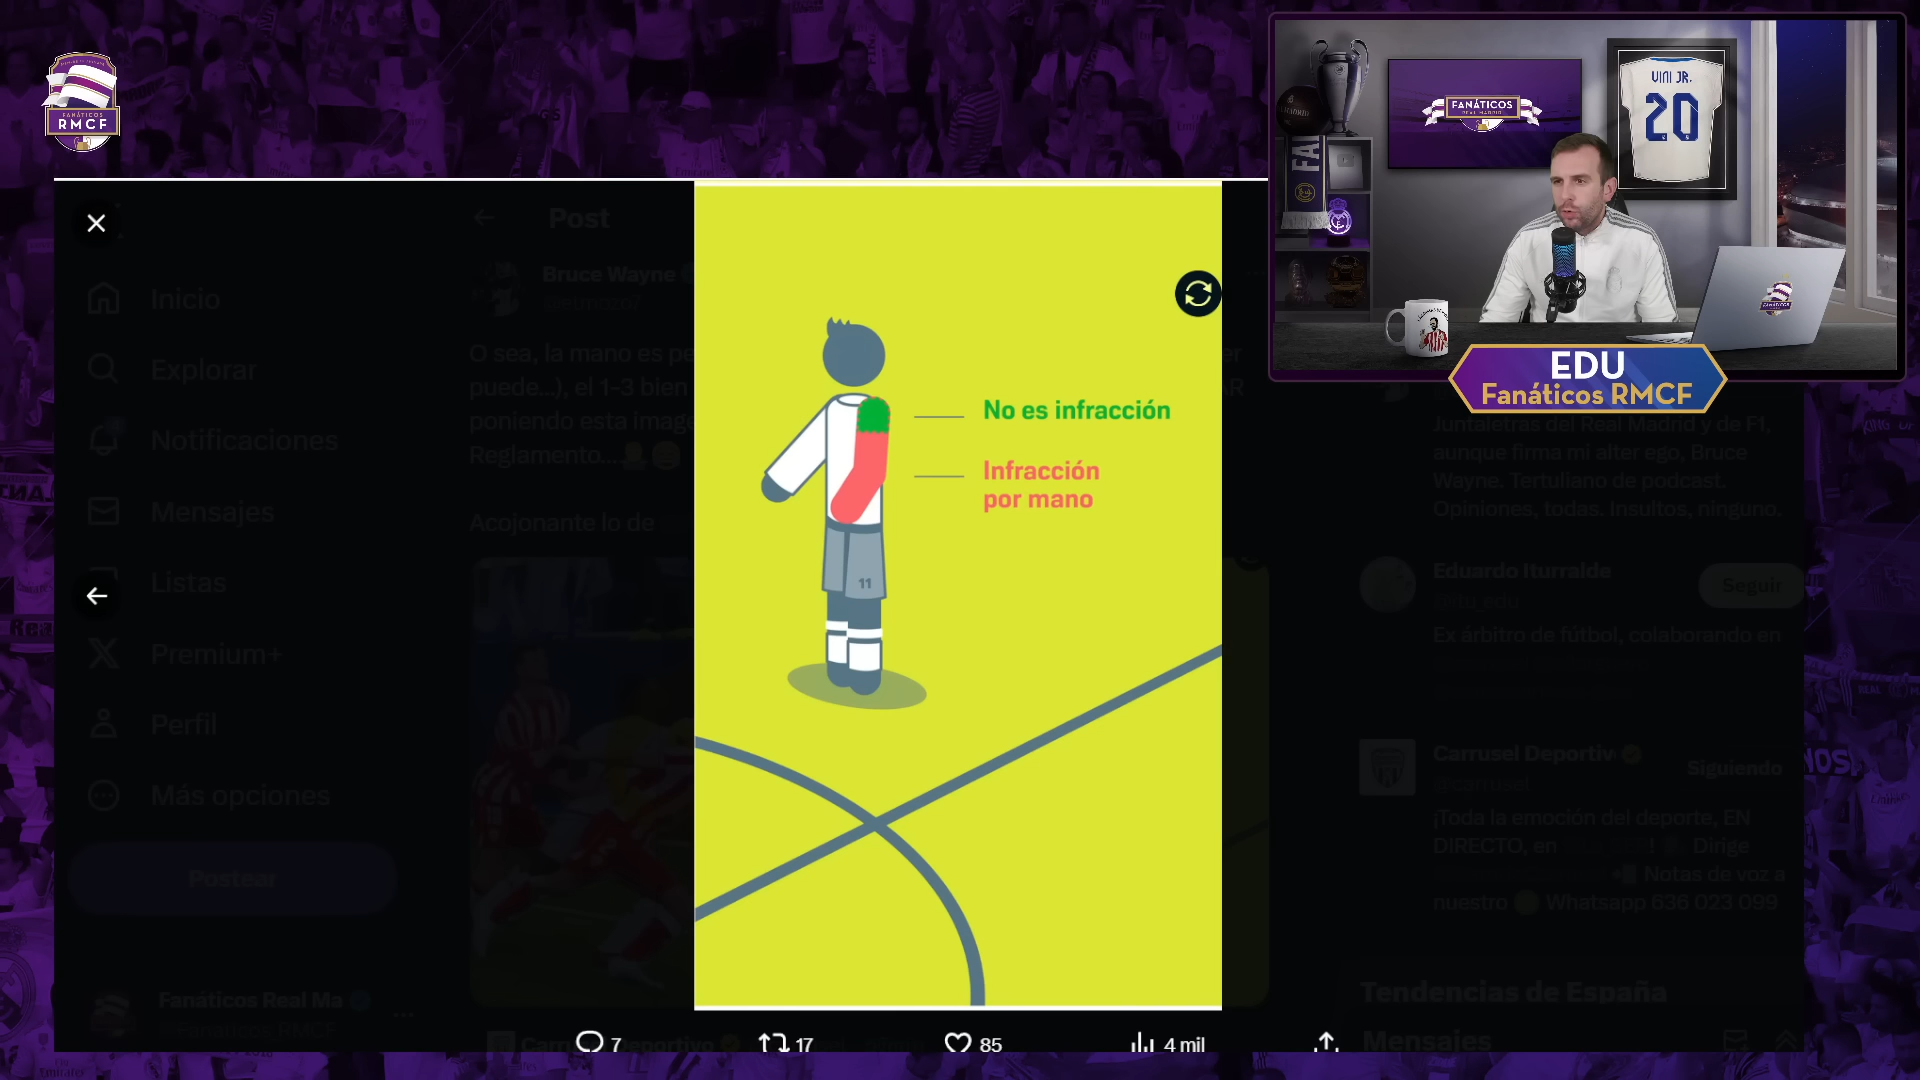 FANÁTICOS
RMCF
FANÁTICOS
REAL MADRID
VINI JR.
20
EDU
Fanáticos RMCF
Post
Bruce Wayne
Inicio
Explorar
Notificaciones
Mensajes
Listas
Premium+
Perfil
Más opciones
Postear
Fanáticos Real Ma
O sea, la mano es pe
puede...), el 1-3 bien
poniendo esta image
Reglamento...
Acojonante lo de
No es infracción
Infracción
por mano
11
7
17
85
4 mil
Juntaletras del Real Madrid y de F1,
aunque firma mi alter ego, Bruce
Wayne. Tertuliano de podcast.
Opiniones, todas. Insultos, ninguno.
Eduardo Iturralde
Seguir
Ex árbitro de fútbol, colaborando en
Carrusel Deportivo
@carrusel
Siguiendo
¡Toda la emoción del deporte, EN
DIRECTO, en
Dirige
Notas de voz a
nuestro
Whatsapp 636 023 099
Tendencias de España
Mensajes